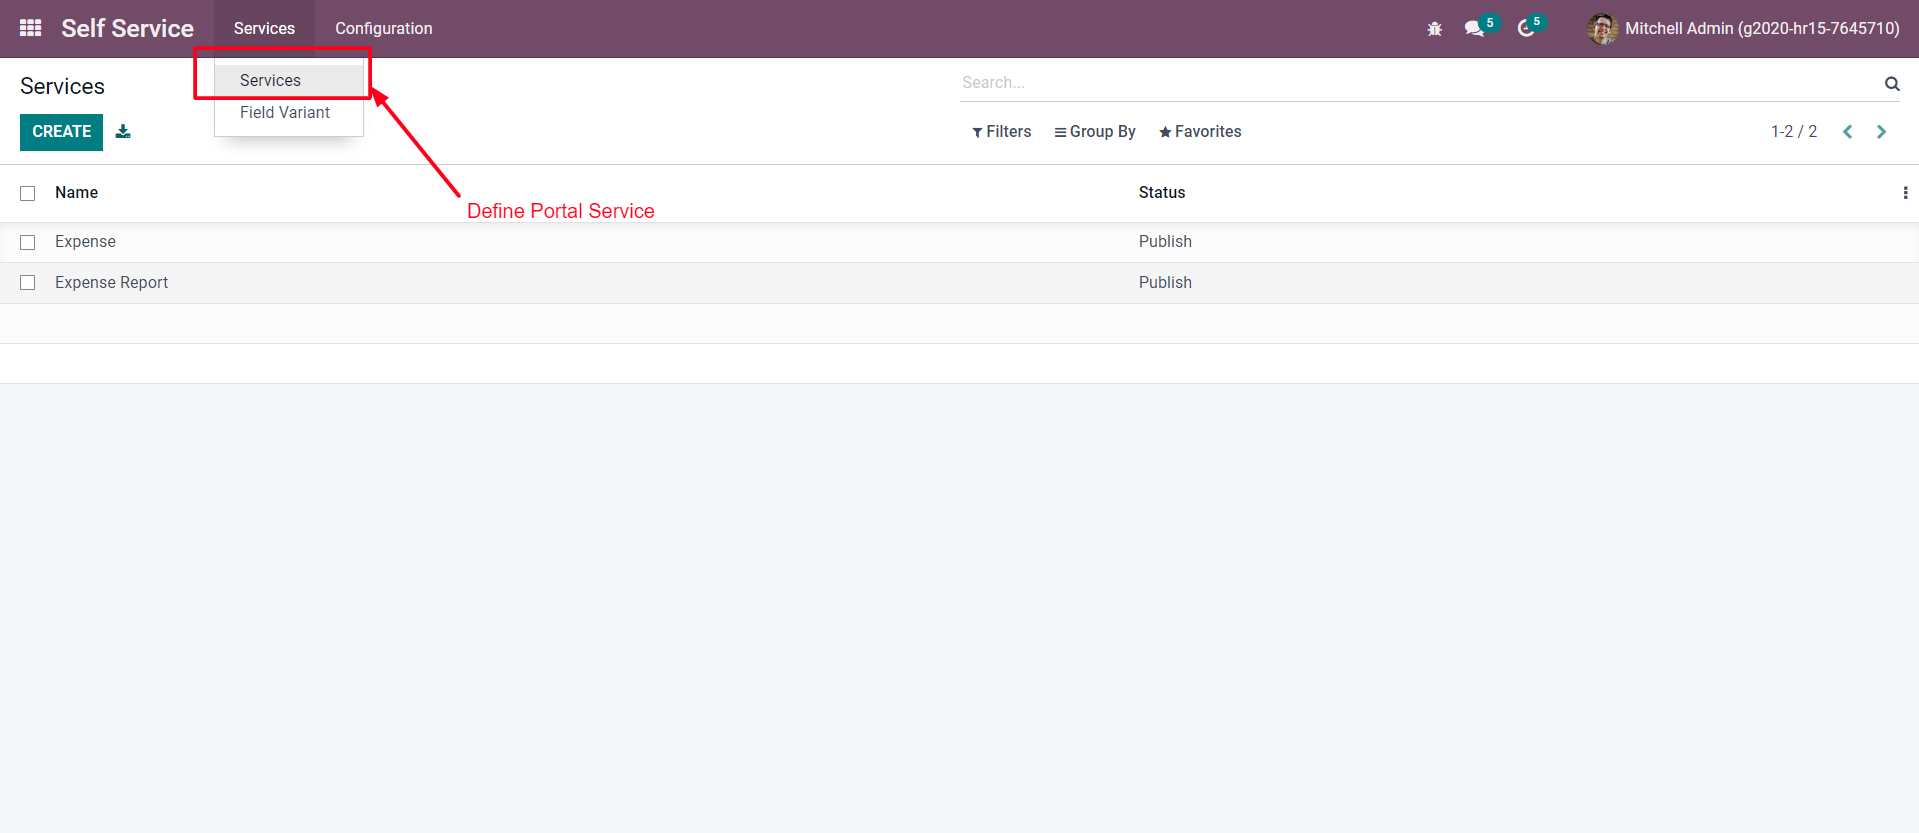 Self Service Services Configuration 5 5 Mitchell Admin (g2020-hr15-7645710)
Services
Services
Search...
Field Variant
CREATE
Filters Group By Favorites 1-2 / 2
Name Status
Define Portal Service
Expense Publish
Expense Report Publish